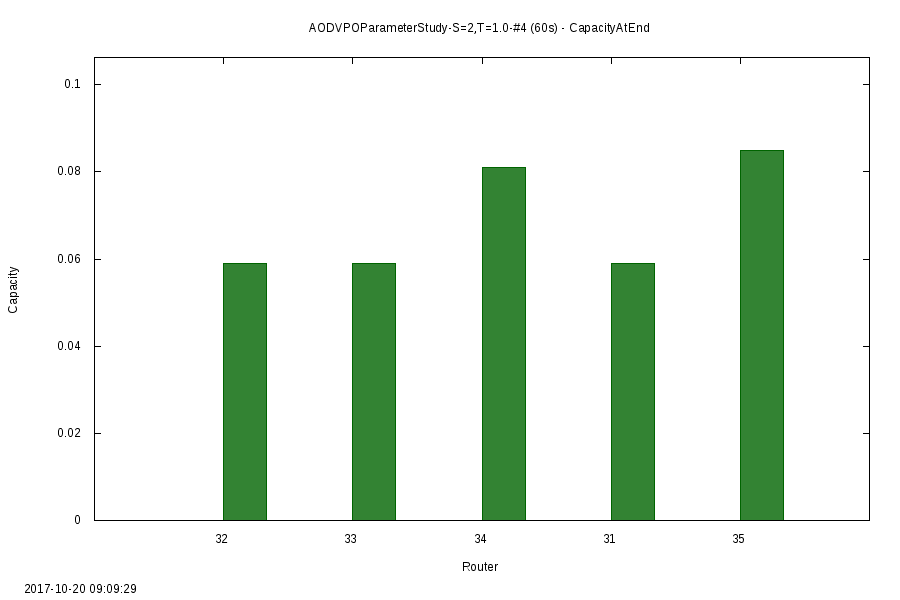 AODVPOParameterStudy-S=2,T=1.0-#4 (60s) - CapacityAtEnd
0.1
0.08
0.06
0.04
0.02
0
Capacity
32 33 34 31 35
Router
2017-10-20 09:09:29